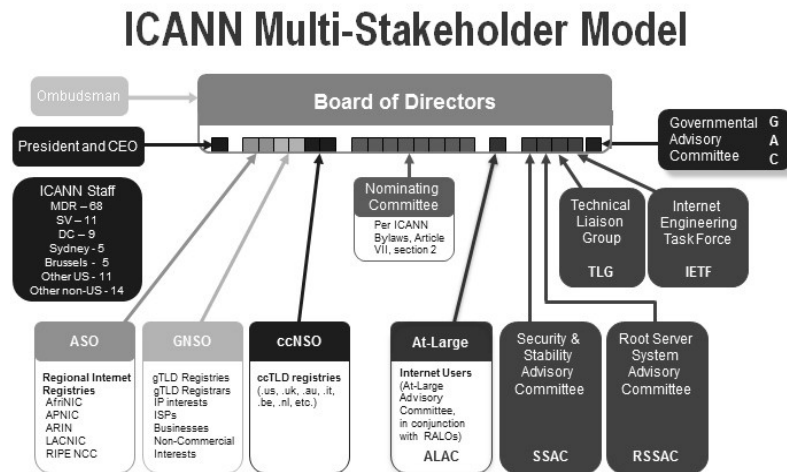 ICANN Multi-Stakeholder Model
Ombudsman
Board of Directors
President and CEO
Governmental
Advisory
Committee
G
A
C
ICANN Staff
MDR – 68
SV – 11
DC – 9
Sydney - 5
Brussels - 5
Other US - 11
Other non-US - 14
Nominating
Committee
Per ICANN
Bylaws, Article
VII, section 2
Technical
Liaison
Group
TLG
Internet
Engineering
TaskForce
IETF
ASO
Regional Internet
Registries
AfriNIC
APNIC
ARIN
LACNIC
RIPE NCC
GNSO
gTLD Registries
gTLD Registrars
IP interests
ISPs
Businesses
Non-Commercial
Interests
ccNSO
ccTLD registries
(.us, .uk, .au, .it,
.be, .nl, etc.)
At-Large
Internet Users
(At-Large
Advisory
Committee,
in conjunction
with RALOs)
ALAC
Security &
Stability
Advisory
Committee
SSAC
Root Server
System
Advisory
Committee
RSSAC